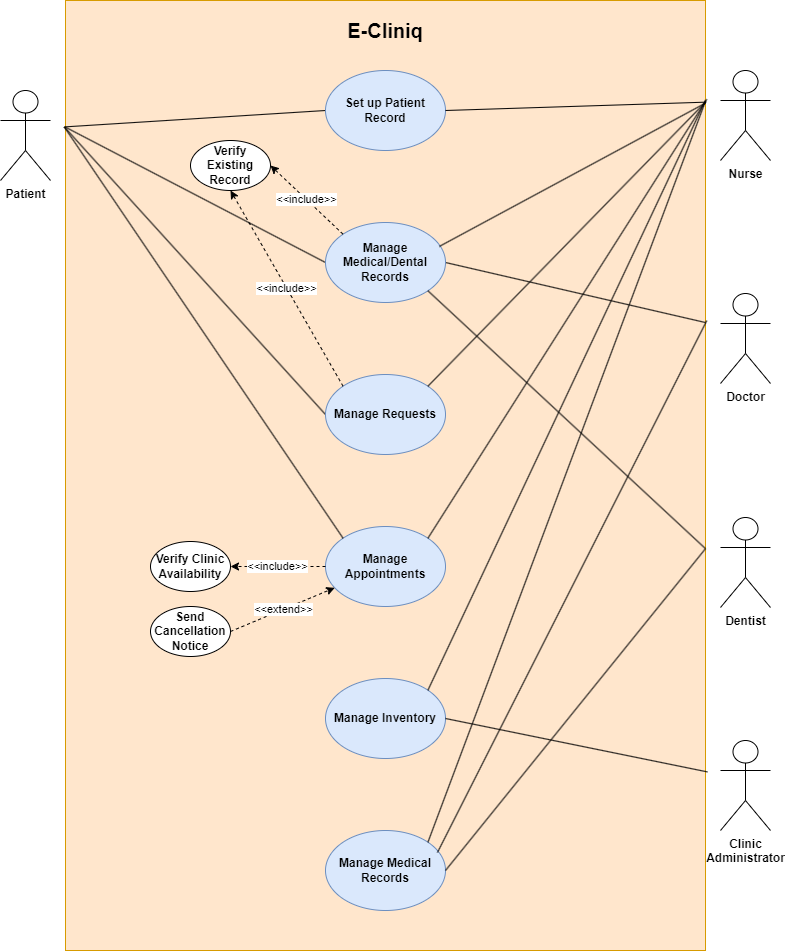 E-Cliniq
Set up Patient
Record
Verify
Existing
Record
Nurse
Patient
<<include>>
Manage
Medical/Dental
Records
<<include>>
Doctor
Manage Requests
Verify Clinic
Availability
<<include>>
Manage
Appointments
<<extend>>
Send
Cancellation
Notice
Dentist
Manage Inventory
Clinic
Administrator
Manage Medical
Records